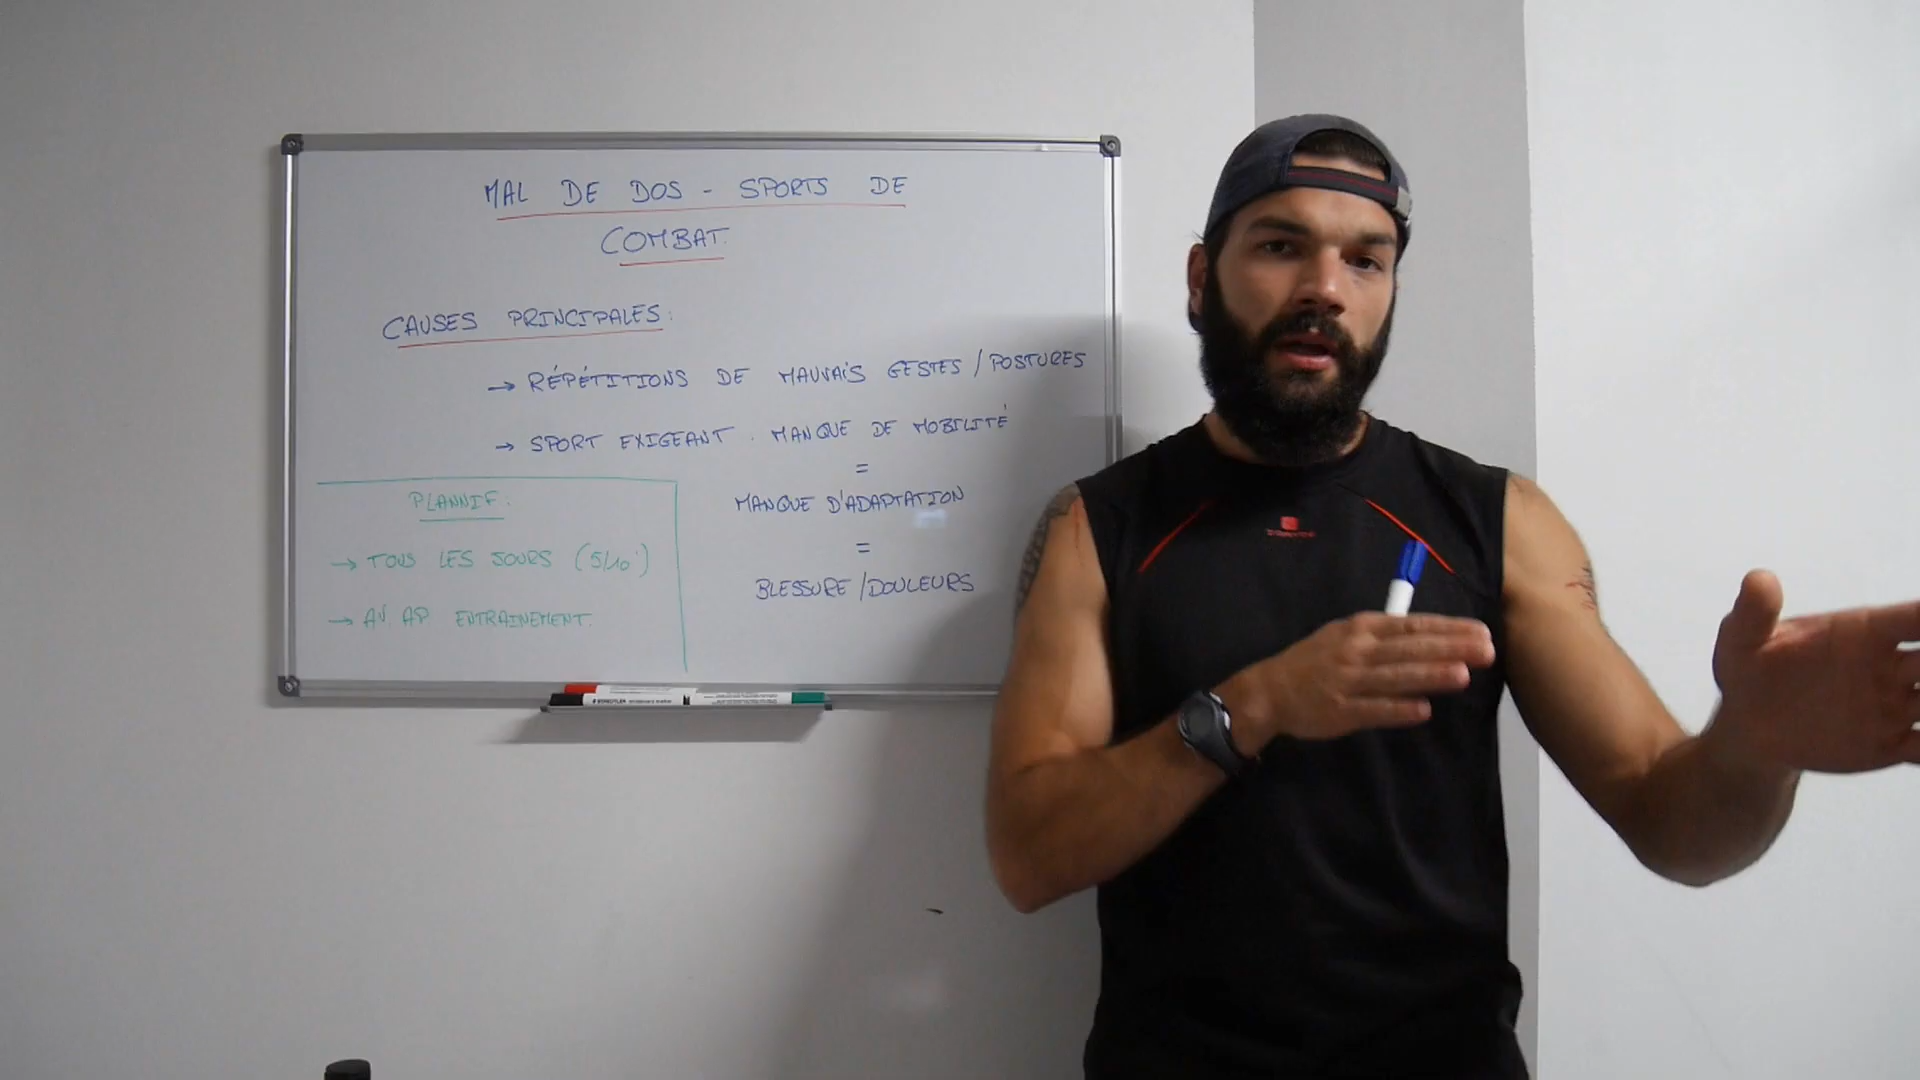 MAL DE DOS - SPORTS DE
COMBAT.
CAUSES PRINCIPALES:
→ RÉPÉTITIONS DE MAUVAIS GESTES / POSTURES
→ SPORT EXIGEANT. MANQUE DE MOBILITÉ
=
MANQUE D'ADAPTATION
=
BLESSURE / DOULEURS
PLANNIF:
→ TOUS LES JOURS (5/10')
→ AV. AP ENTRAINEMENT.
STAEDTLER